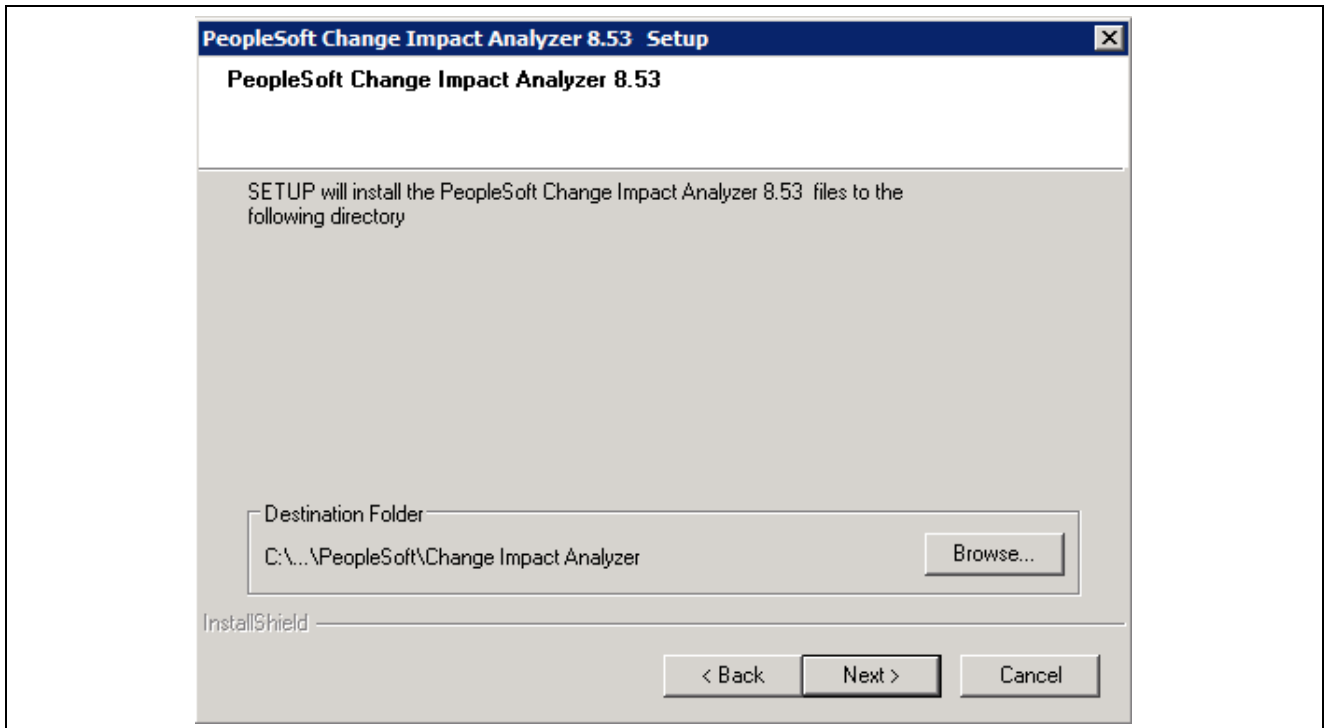 PeopleSoft Change Impact Analyzer 8.53  Setup
PeopleSoft Change Impact Analyzer 8.53
SETUP will install the PeopleSoft Change Impact Analyzer 8.53  files to the
following directory
Destination Folder
C:\...\PeopleSoft\Change Impact Analyzer
Browse...
InstallShield
< Back
Next >
Cancel